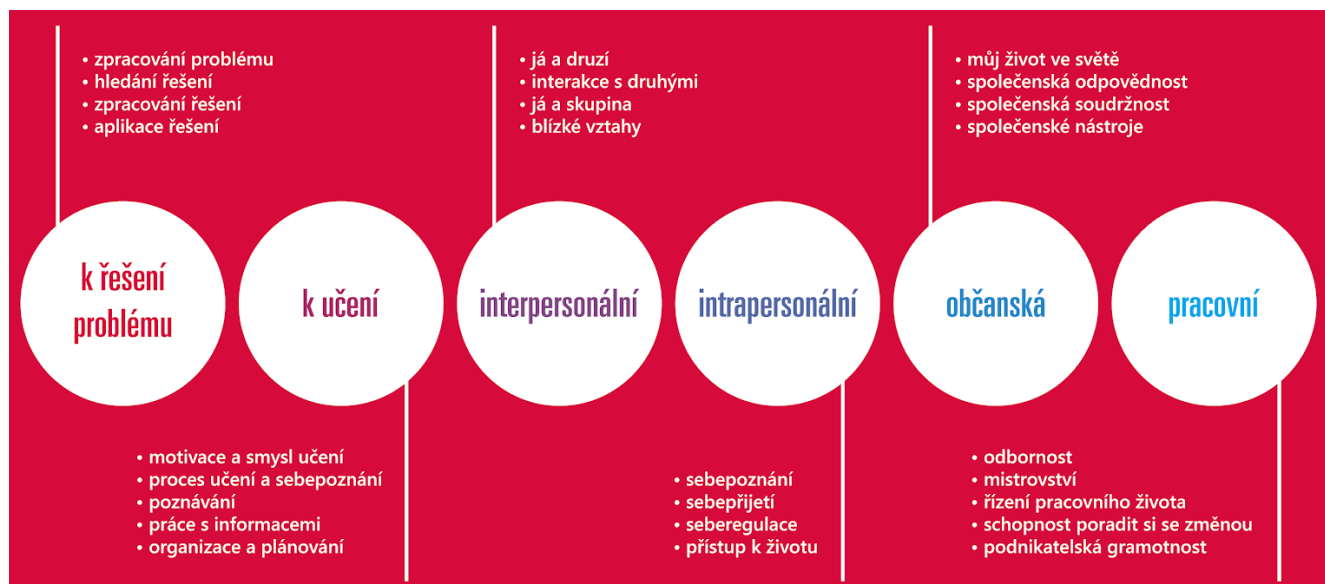 • zpracování problému
• hledání řešení
• zpracování řešení
• aplikace řešení
• já a druzí
• interakce s druhými
• já a skupina
• blízké vztahy
• můj život ve světě
• společenská odpovědnost
• společenská soudržnost
• společenské nástroje
k řešení
problému
k učení
interpersonální
intrapersonální
občanská
pracovní
• motivace a smysl učení
• proces učení a sebepoznání
• poznávání
• práce s informacemi
• organizace a plánování
• sebepoznání
• sebepřijetí
• seberegulace
• přístup k životu
• odbornost
• mistrovství
• řízení pracovního života
• schopnost poradit si se změnou
• podnikatelská gramotnost